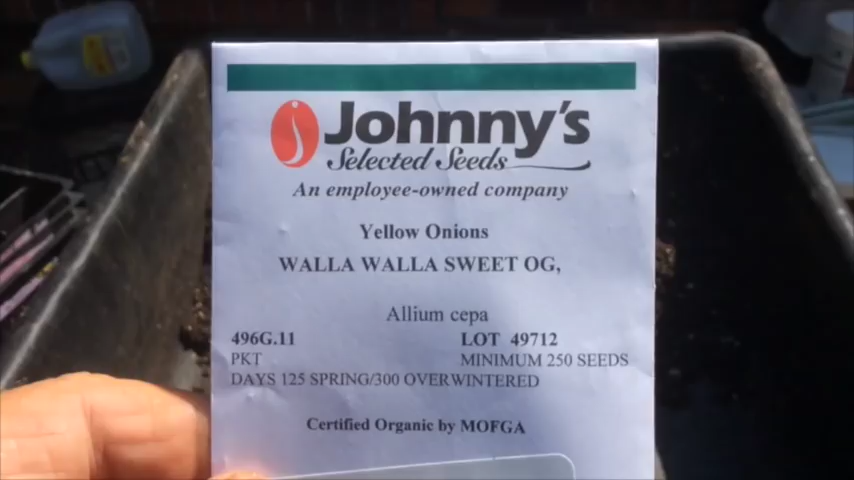 Johnny's
Selected Seeds
An employee-owned company
Yellow Onions
WALLA WALLA SWEET OG,
Allium cepa
496G.11 LOT 49712
PKT MINIMUM 250 SEEDS
DAYS 125 SPRING/300 OVERWINTERED
Certified Organic by MOFGA